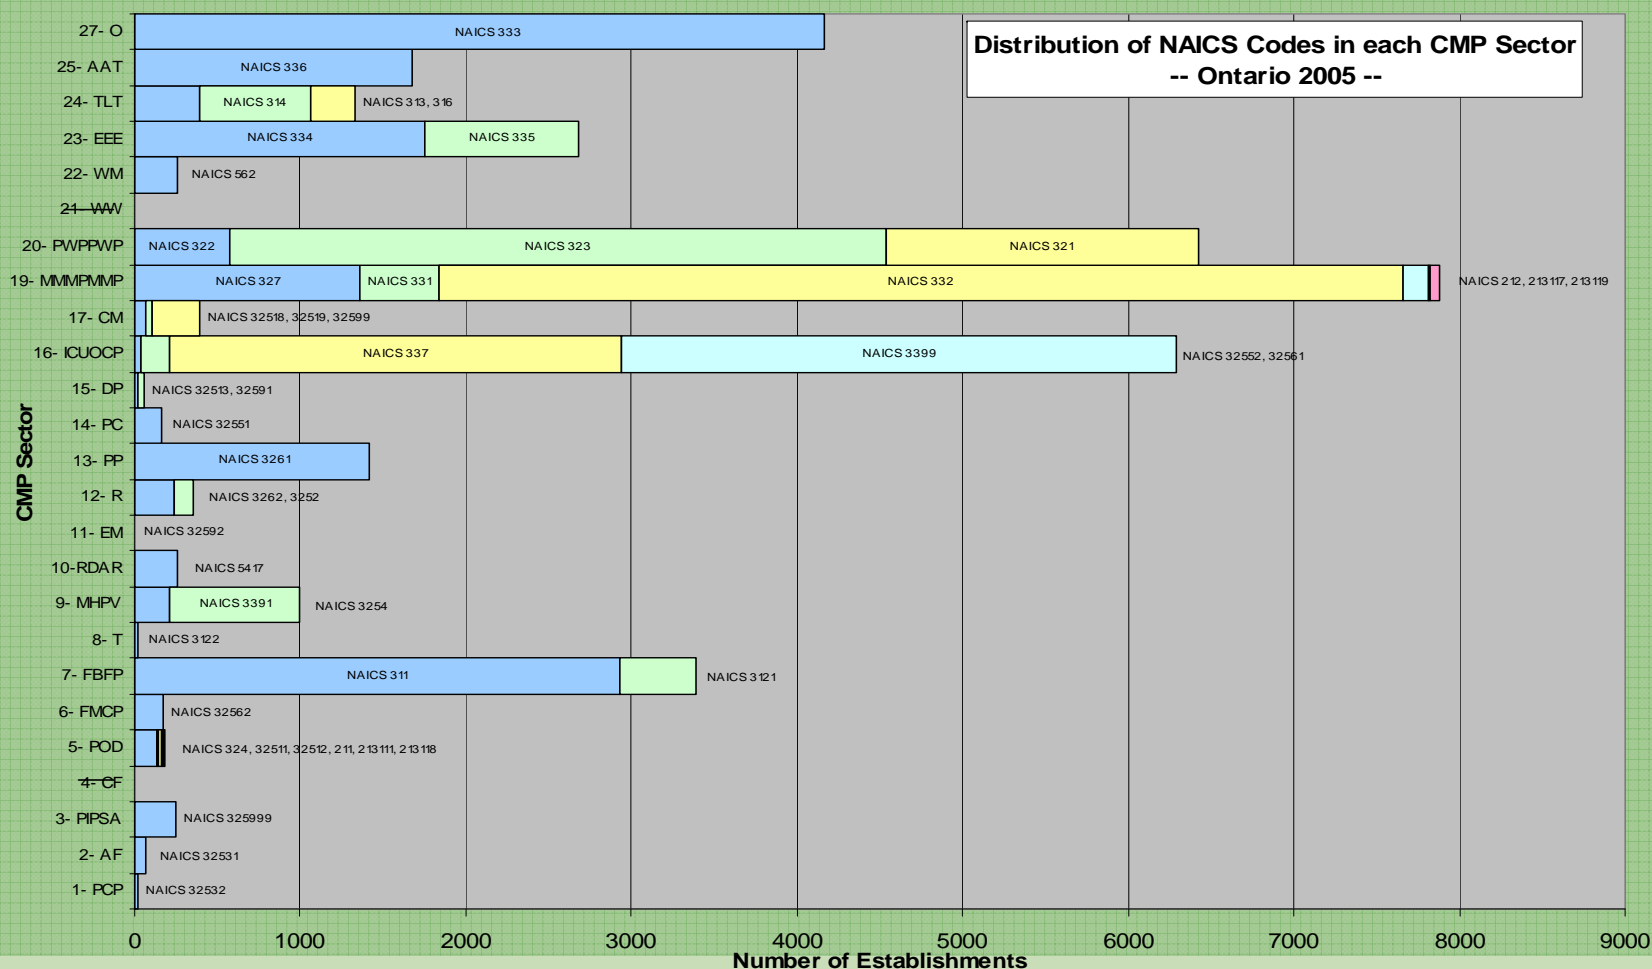 Distribution of NAICS Codes in each CMP Sector
-- Ontario 2005 --
CMP Sector
27- O NAICS 333
25- AAT NAICS 336
24- TLT NAICS 314 NAICS 313, 316
23- EEE NAICS 334 NAICS 335
22- WM NAICS 562
21- WW
20- PWPPWP NAICS 322 NAICS 323 NAICS 321
19- MMMPMMP NAICS 327 NAICS 331 NAICS 332 NAICS 212, 213117, 213119
17- CM NAICS 32518, 32519, 32599
16- ICUOCP NAICS 337 NAICS 3399 NAICS 32552, 32561
15- DP NAICS 32513, 32591
14- PC NAICS 32551
13- PP NAICS 3261
12- R NAICS 3262, 3252
11- EM NAICS 32592
10-RDAR NAICS 5417
9- MHPV NAICS 3391 NAICS 3254
8- T NAICS 3122
7- FBFP NAICS 311 NAICS 3121
6- FMCP NAICS 32562
5- POD NAICS 324, 32511, 32512, 211, 213111, 213118
4- CF
3- PIPSA NAICS 325999
2- AF NAICS 32531
1- PCP NAICS 32532
0 1000 2000 3000 4000 5000 6000 7000 8000 9000
Number of Establishments